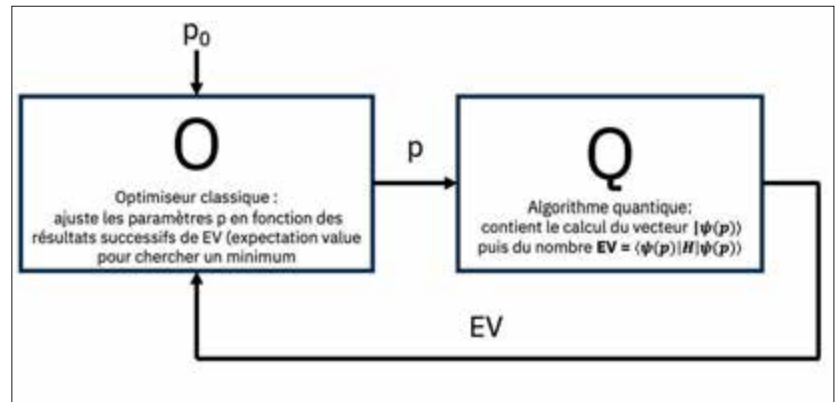 p₀
O
Optimiseur classique :
ajuste les paramètres p en fonction des
résultats successifs de EV (expectation value
pour chercher un minimum
p
Q
Algorithme quantique:
contient le calcul du vecteur |ψ(p)⟩
puis du nombre EV = ⟨ψ(p)|H|ψ(p)⟩
EV